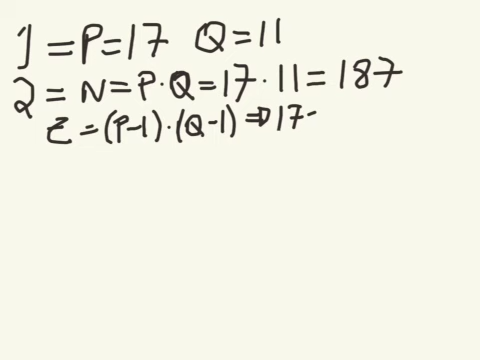 1 = P = 17 Q = 11
2 = N = P · Q = 17 · 11 = 187
Z = (P-1) · (Q-1) => 17-